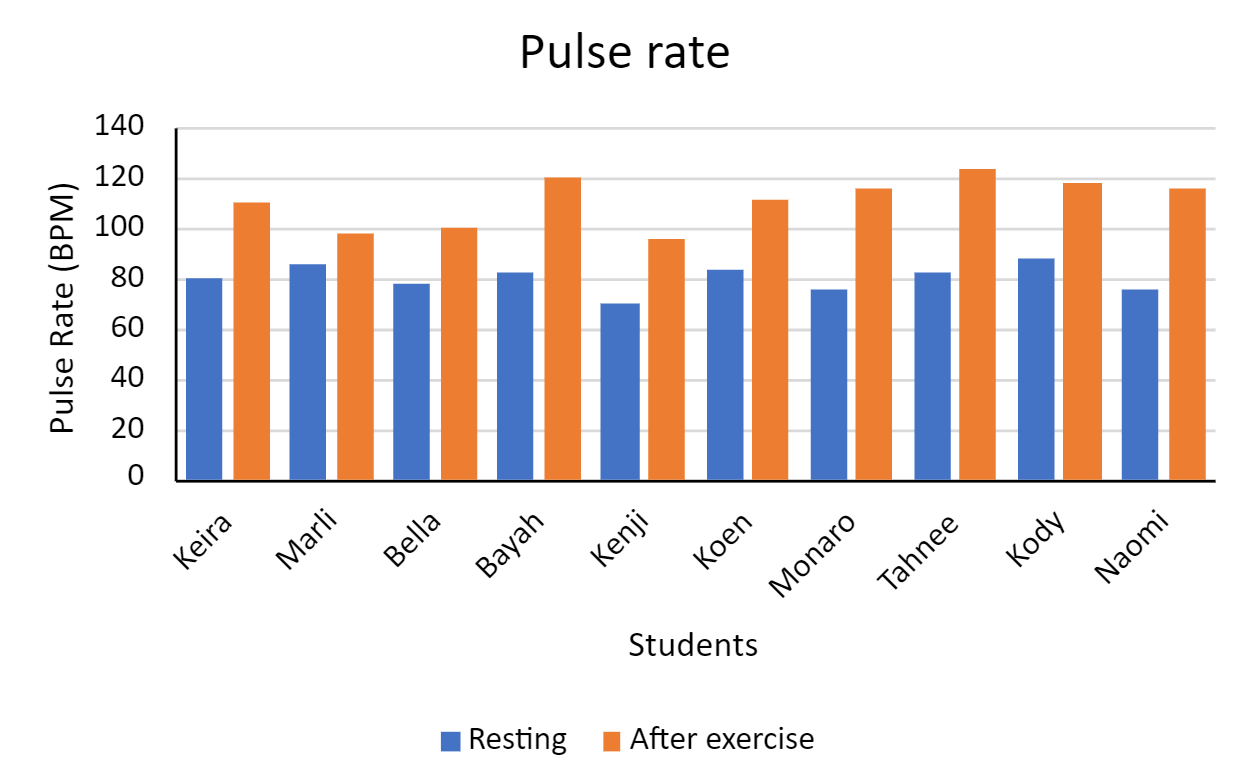 Pulse rate
Pulse Rate (BPM)
140
120
100
80
60
40
20
0
Keira
Marli
Bella
Bayah
Kenji
Koen
Monaro
Tahnee
Kody
Naomi
Students
Resting
After exercise